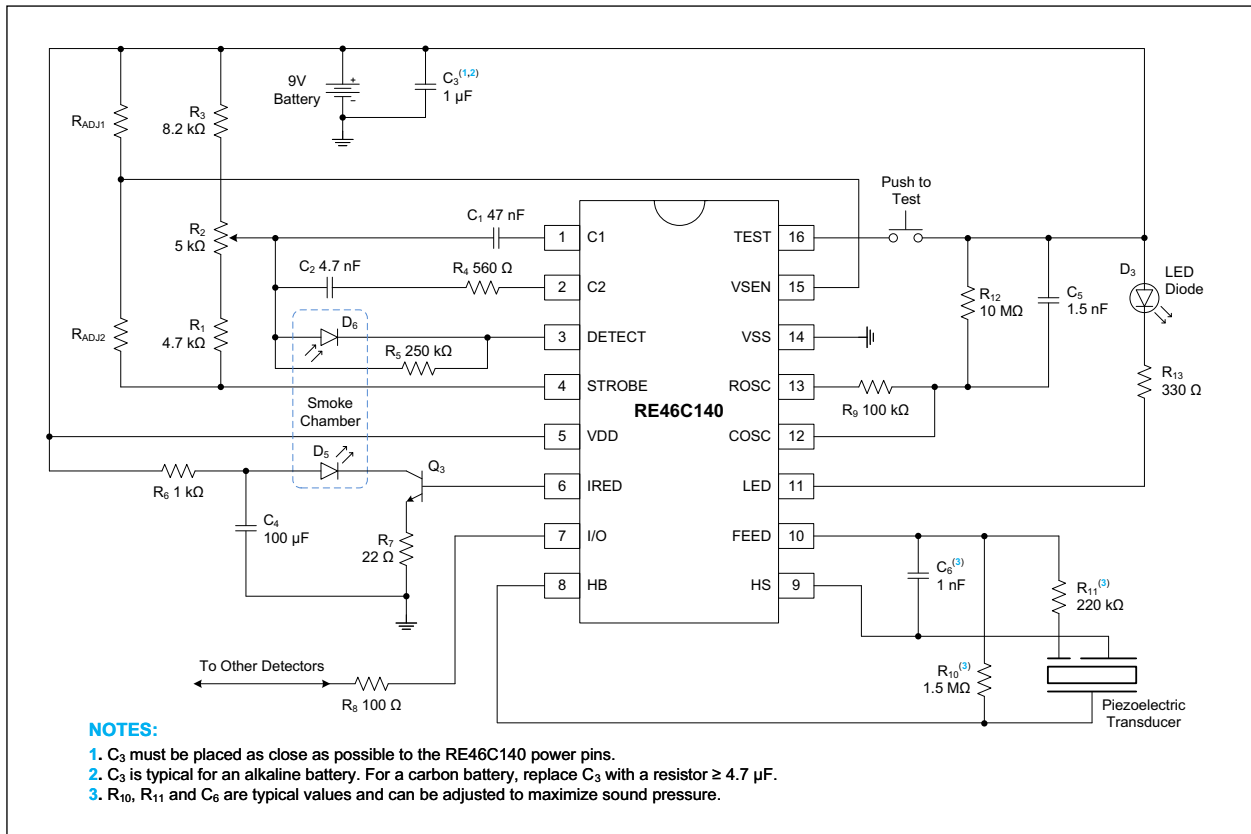 9V
Battery
C₃⁽¹,²⁾
1 µF
R_ADJ1
R₃
8.2 kΩ
Push to
Test
R₂
5 kΩ
C₁ 47 nF
1
C1
TEST
16
C₂ 4.7 nF
R₄ 560 Ω
2
C2
VSEN
15
R₁₂
10 MΩ
C₅
1.5 nF
D₃
LED
Diode
R_ADJ2
R₁
4.7 kΩ
D₆
3
DETECT
VSS
14
R₅ 250 kΩ
4
STROBE
ROSC
13
R₉ 100 kΩ
R₁₃
330 Ω
Smoke
Chamber
RE46C140
5
VDD
COSC
12
D₅
Q₃
R₆ 1 kΩ
6
IRED
LED
11
C₄
100 µF
R₇
22 Ω
7
I/O
FEED
10
C₆⁽³⁾
1 nF
8
HB
HS
9
R₁₁⁽³⁾
220 kΩ
To Other Detectors
R₈ 100 Ω
R₁₀⁽³⁾
1.5 MΩ
Piezoelectric
Transducer
NOTES:
1. C₃ must be placed as close as possible to the RE46C140 power pins.
2. C₃ is typical for an alkaline battery. For a carbon battery, replace C₃ with a resistor ≥ 4.7 µF.
3. R₁₀, R₁₁ and C₆ are typical values and can be adjusted to maximize sound pressure.